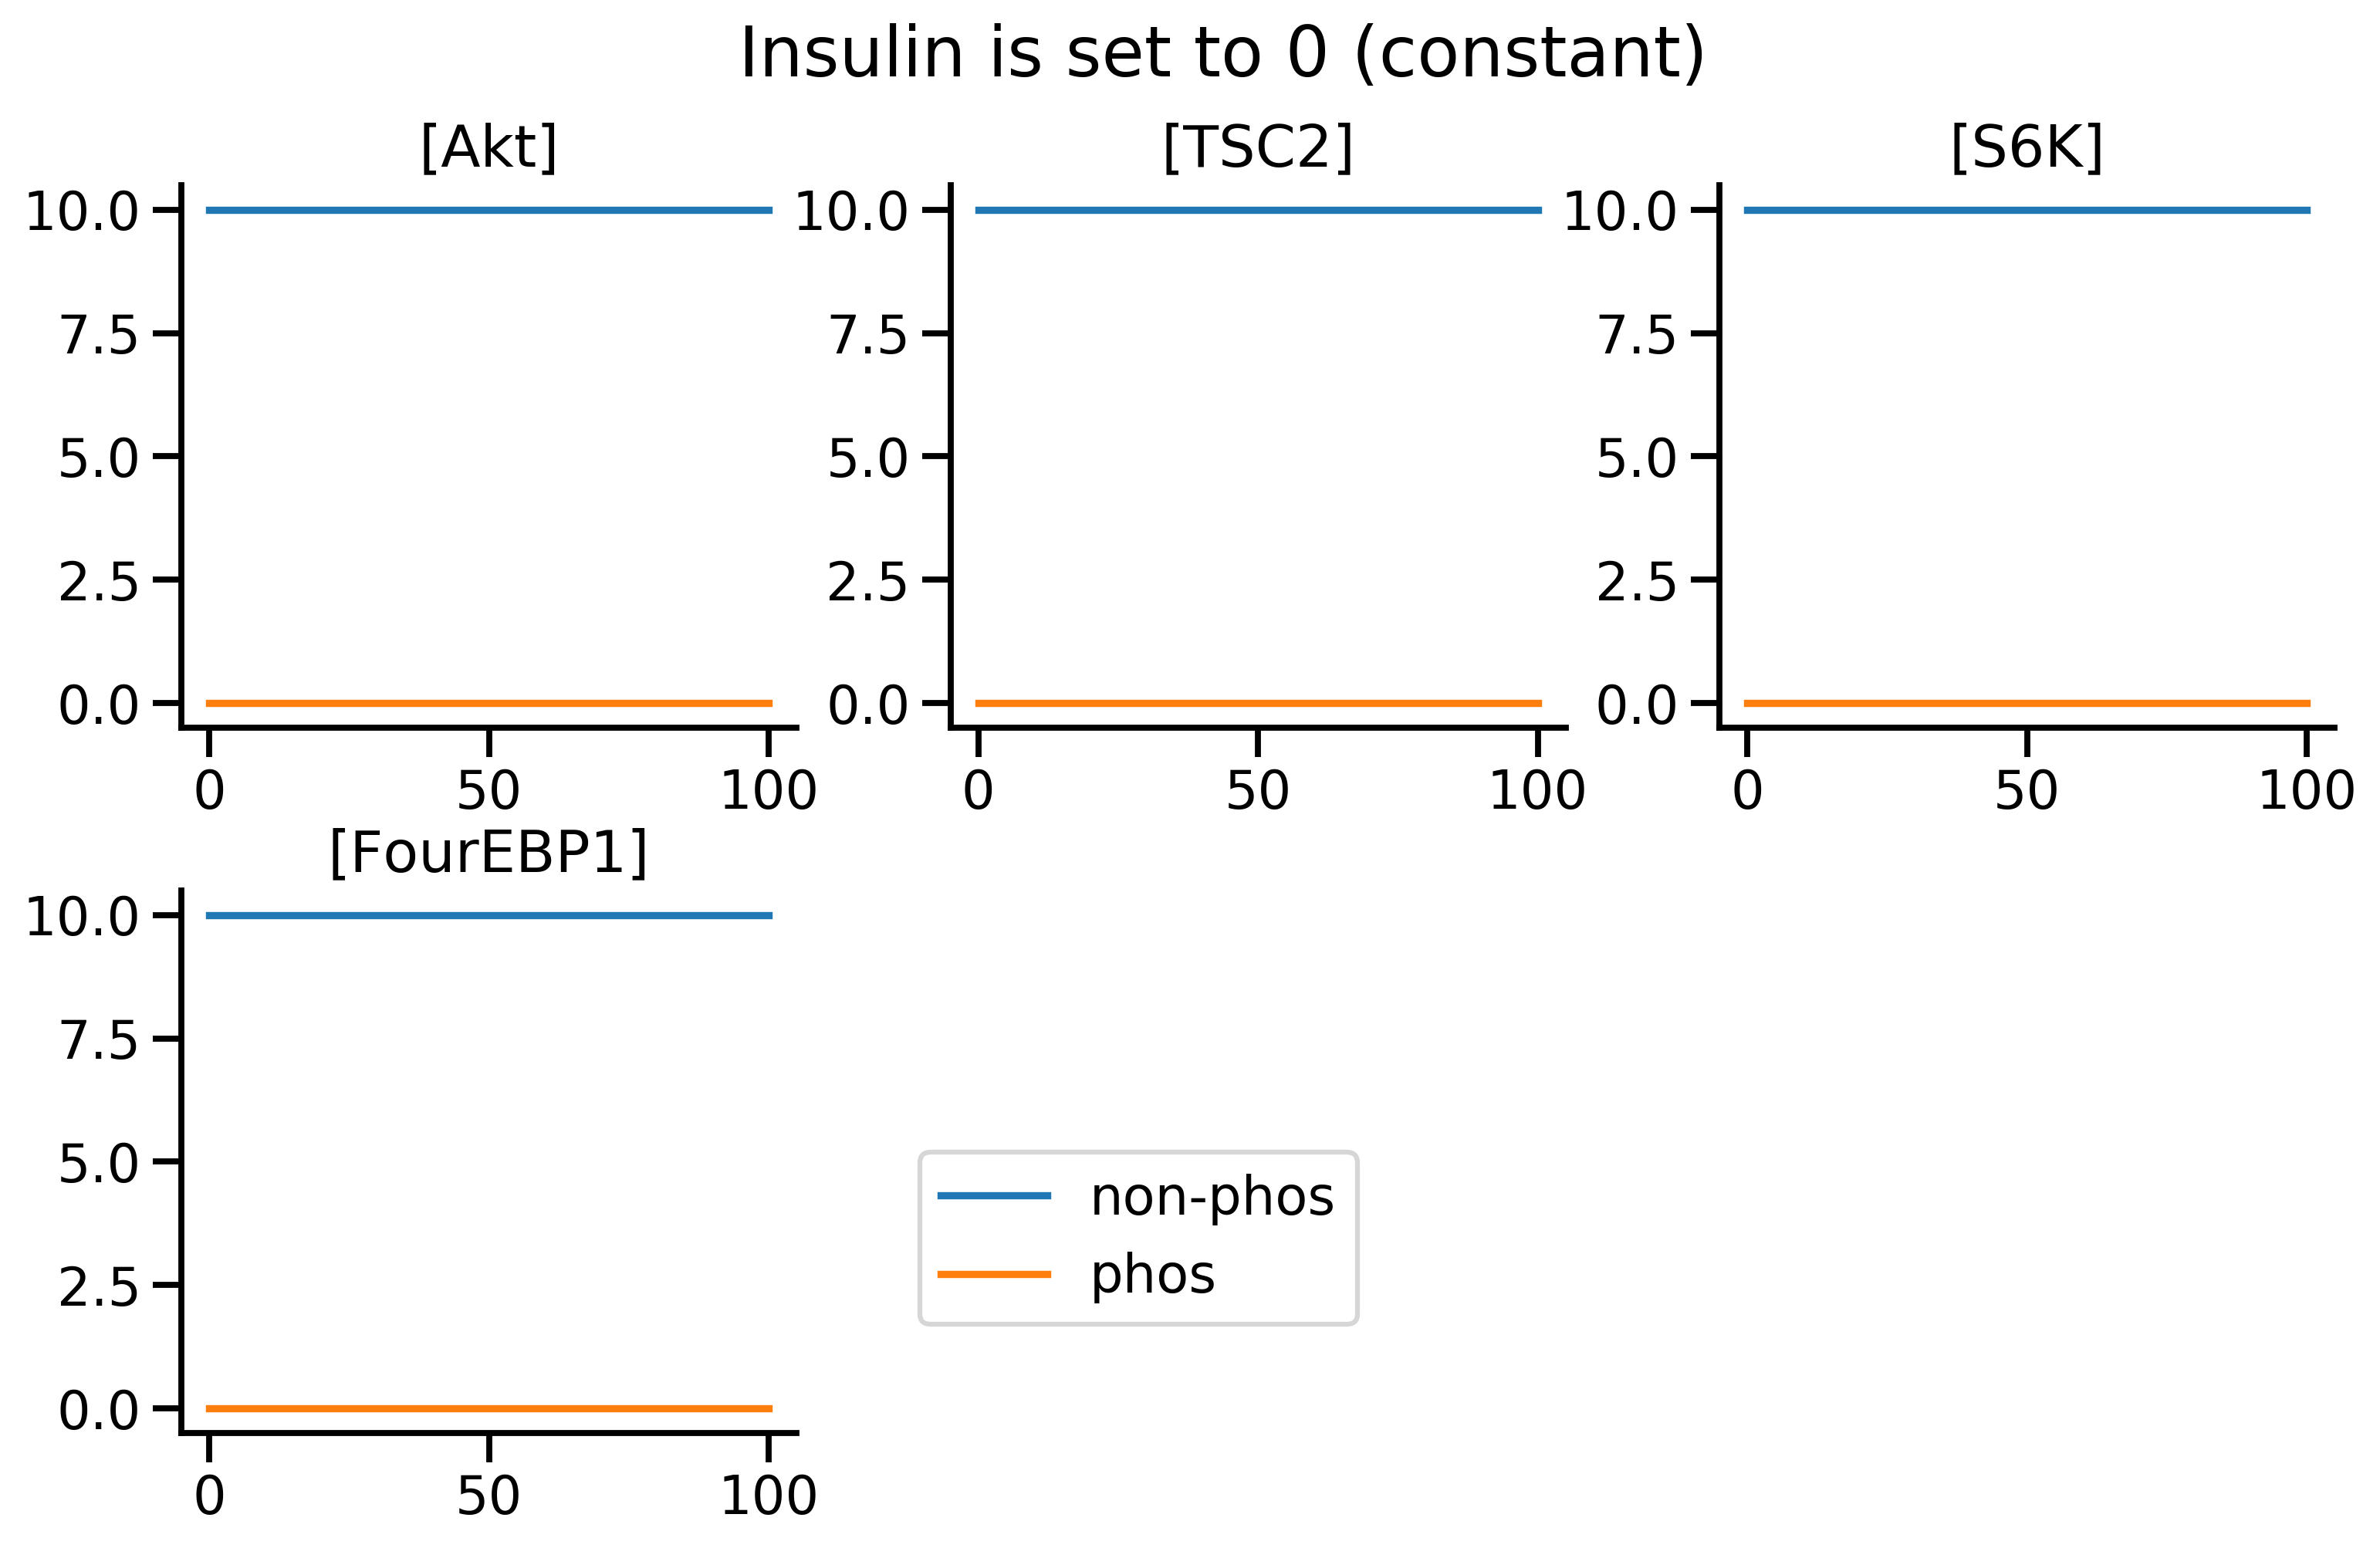 Insulin is set to 0 (constant)
[Akt] [TSC2] [S6K]
10.0 10.0 10.0
7.5 7.5 7.5
5.0 5.0 5.0
2.5 2.5 2.5
0.0 0.0 0.0
0 50 100 0 50 100 0 50 100
[FourEBP1]
10.0
7.5
5.0
2.5
0.0
0 50 100
non-phos
phos